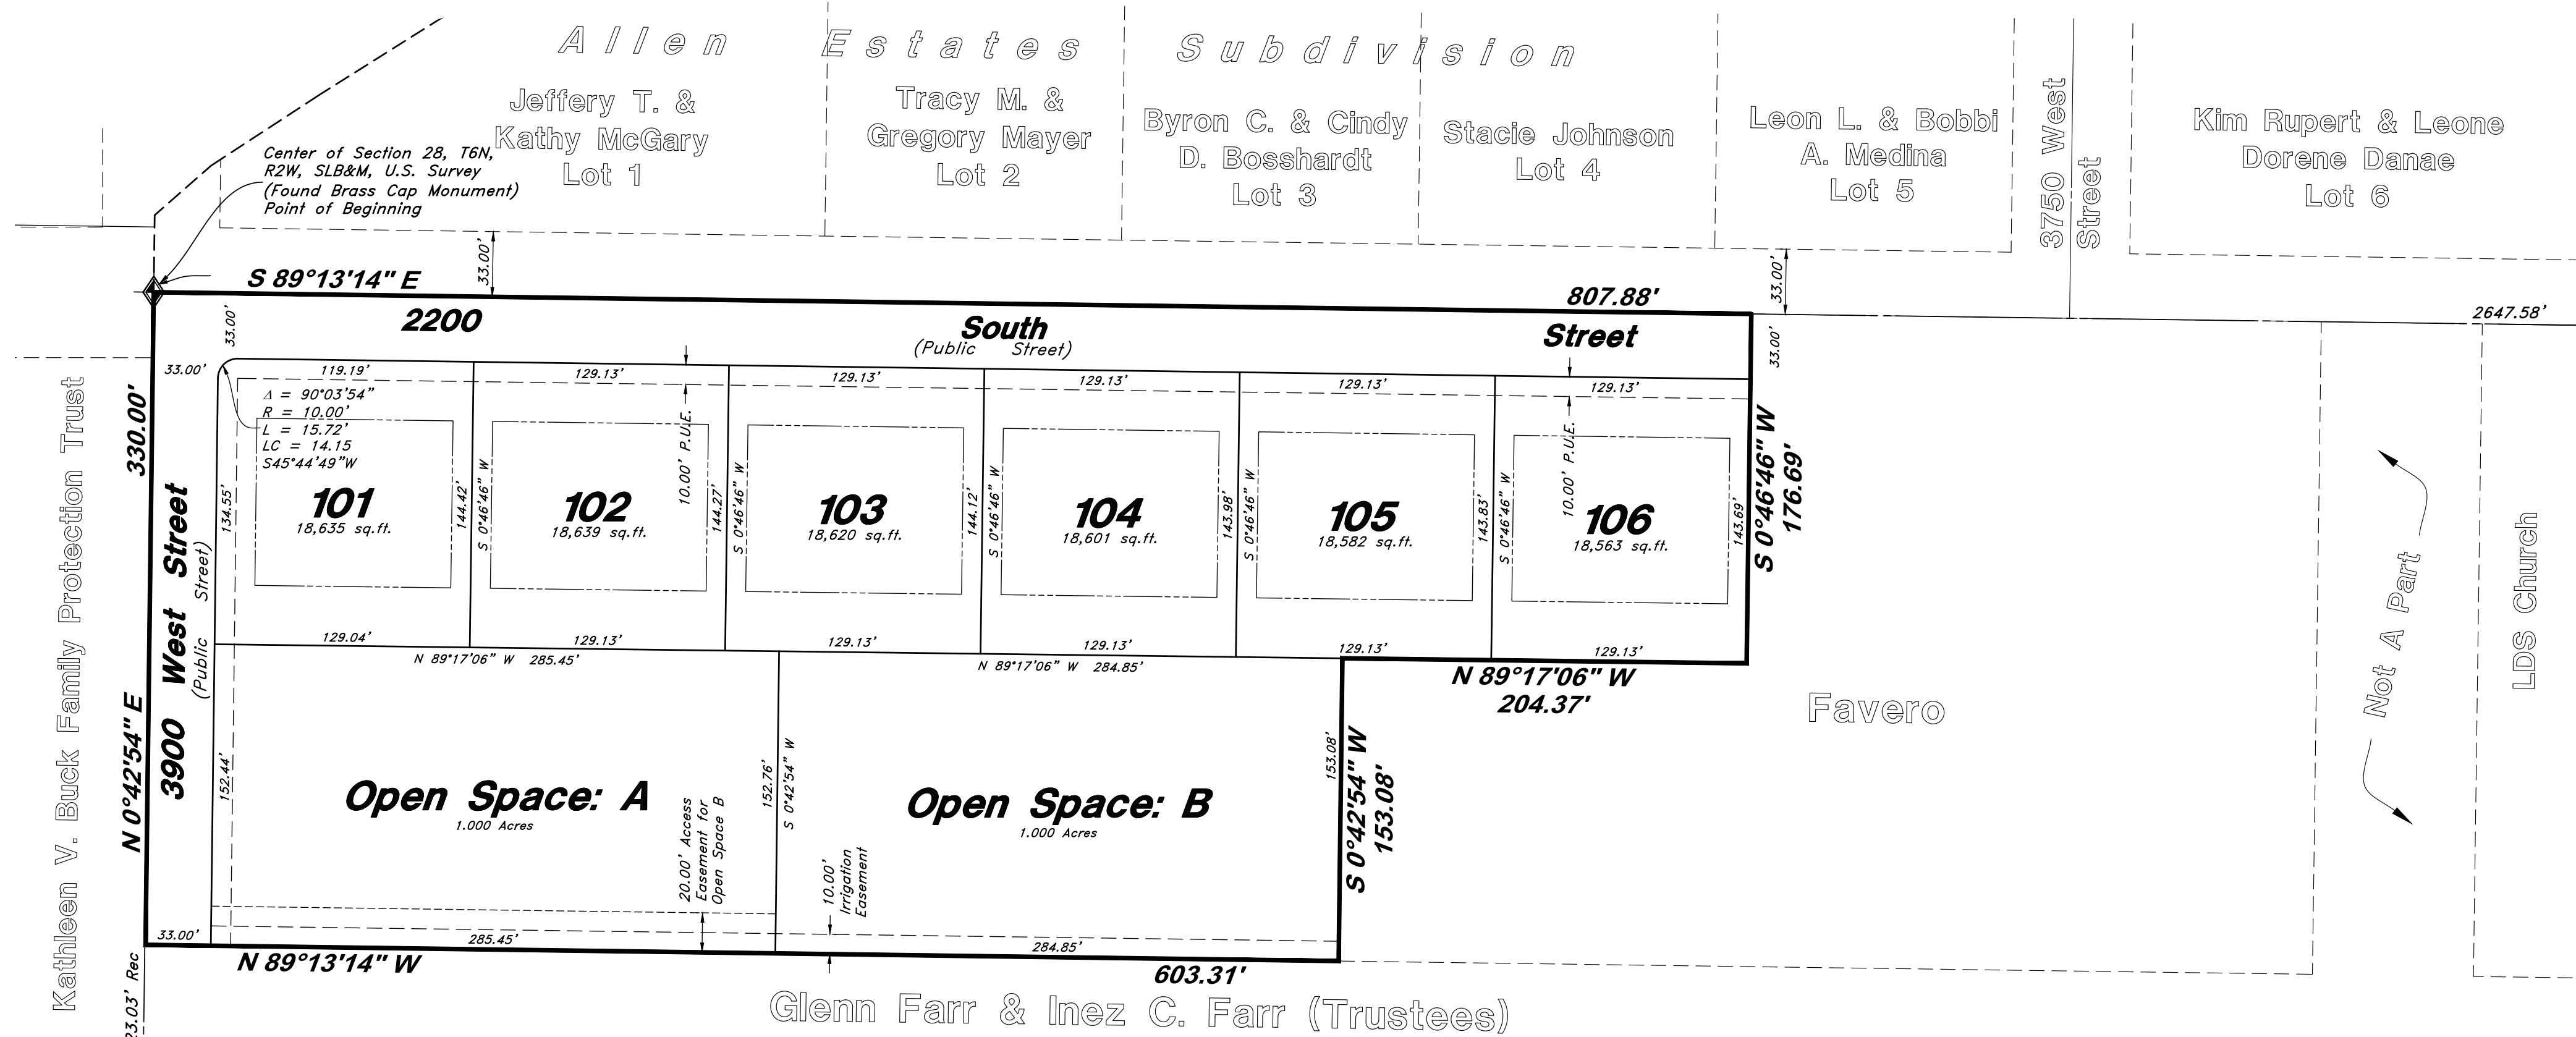 Allen Estates Subdivision
Jeffery T. &
Kathy McGary
Lot 1
Tracy M. &
Gregory Mayer
Lot 2
Byron C. & Cindy
D. Bosshardt
Lot 3
Stacie Johnson
Lot 4
Leon L. & Bobbi
A. Medina
Lot 5
3750 West
Street
Kim Rupert & Leone
Dorene Danae
Lot 6
Center of Section 28, T6N,
R2W, SLB&M, U.S. Survey
(Found Brass Cap Monument)
Point of Beginning
S 89°13'14" E
33.00'
807.88'
33.00'
2647.58'
33.00'
2200 South Street
(Public Street)
33.00'
33.00'
119.19'
129.13'
129.13'
129.13'
129.13'
129.13'
Δ = 90°03'54"
R = 10.00'
L = 15.72'
LC = 14.15
S45°44'49"W
10.00' P.U.E.
10.00' P.U.E.
134.55'
101
18,635 sq.ft.
144.42'
S 0°46'46" W
102
18,639 sq.ft.
144.27'
S 0°46'46" W
103
18,620 sq.ft.
144.12'
S 0°46'46" W
104
18,601 sq.ft.
143.98'
S 0°46'46" W
105
18,582 sq.ft.
143.83'
S 0°46'46" W
106
18,563 sq.ft.
143.69'
S 0°46'46" W
176.69'
129.04'
129.13'
129.13'
129.13'
129.13'
129.13'
N 89°17'06" W 285.45'
N 89°17'06" W 284.85'
N 89°17'06" W
204.37'
Kathleen V. Buck Family Protection Trust
330.00'
N 0°42'54" E
3900 West Street
(Public Street)
152.44'
Open Space: A
1.000 Acres
152.76'
S 0°42'54" W
Open Space: B
1.000 Acres
153.08'
S 0°42'54" W
153.08'
20.00' Access
Easement for
Open Space B
10.00'
Irrigation
Easement
33.00'
285.45'
284.85'
N 89°13'14" W
603.31'
23.03' Rec
Glenn Farr & Inez C. Farr (Trustees)
Favero
Not A Part
LDS Church